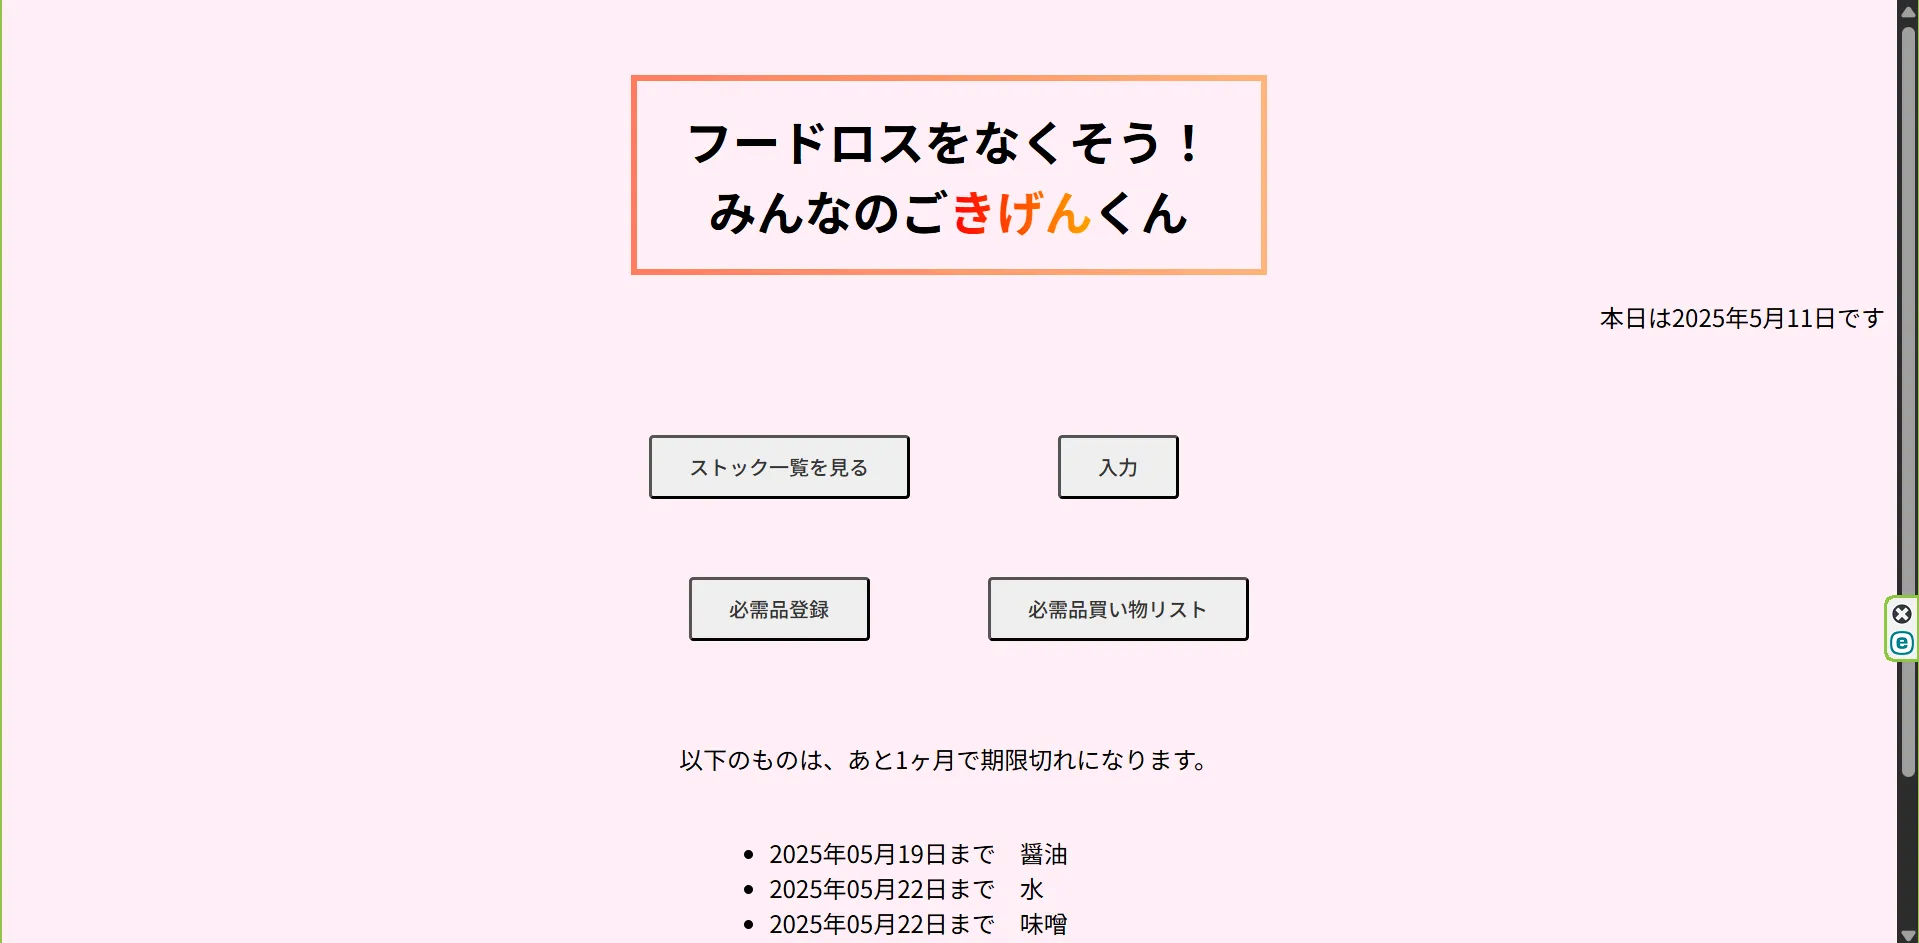 フードロスをなくそう！
みんなのごきげんくん
本日は2025年5月11日です
ストック一覧を見る
入力
必需品登録
必需品買い物リスト
以下のものは、あと1ヶ月で期限切れになります。
2025年05月19日まで　醤油
2025年05月22日まで　水
2025年05月22日まで　味噌